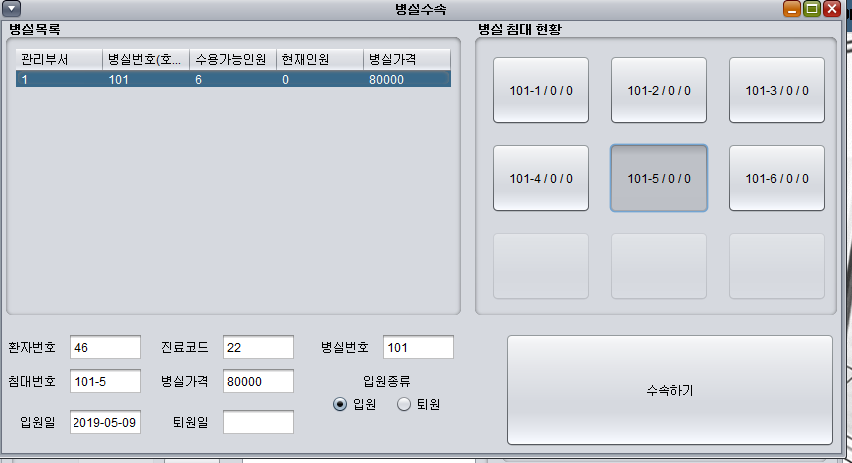 병실수속
병실목록
관리부서 병실번호(호... 수용가능인원 현재인원 병실가격
1 101 6 0 80000
병실 침대 현황
101-1 / 0 / 0 101-2 / 0 / 0 101-3 / 0 / 0
101-4 / 0 / 0 101-5 / 0 / 0 101-6 / 0 / 0
환자번호 46 진료코드 22 병실번호 101
침대번호 101-5 병실가격 80000 입원종류
입원 퇴원
입원일 2019-05-09 퇴원일
수속하기